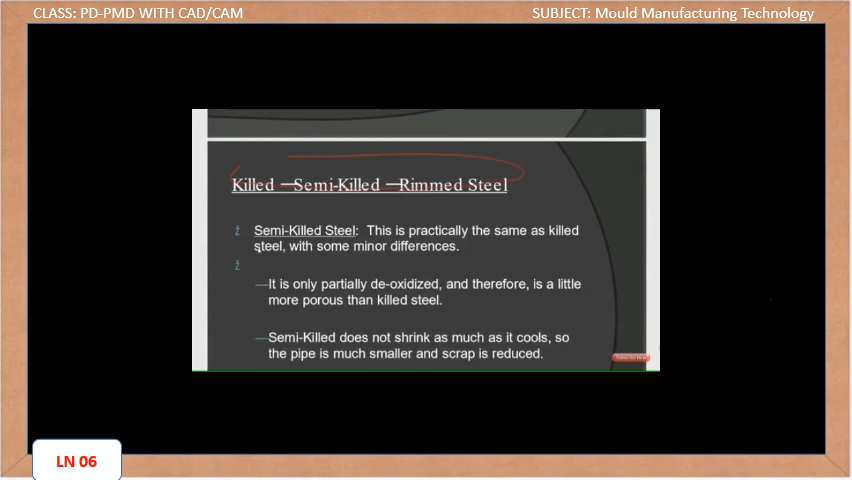 CLASS: PD-PMD WITH CAD/CAM
SUBJECT: Mould Manufacturing Technology
Killed —Semi-Killed —Rimmed Steel
ž Semi-Killed Steel: This is practically the same as killed
steel, with some minor differences.
ž
—It is only partially de-oxidized, and therefore, is a little
more porous than killed steel.
—Semi-Killed does not shrink as much as it cools, so
the pipe is much smaller and scrap is reduced.
LN 06